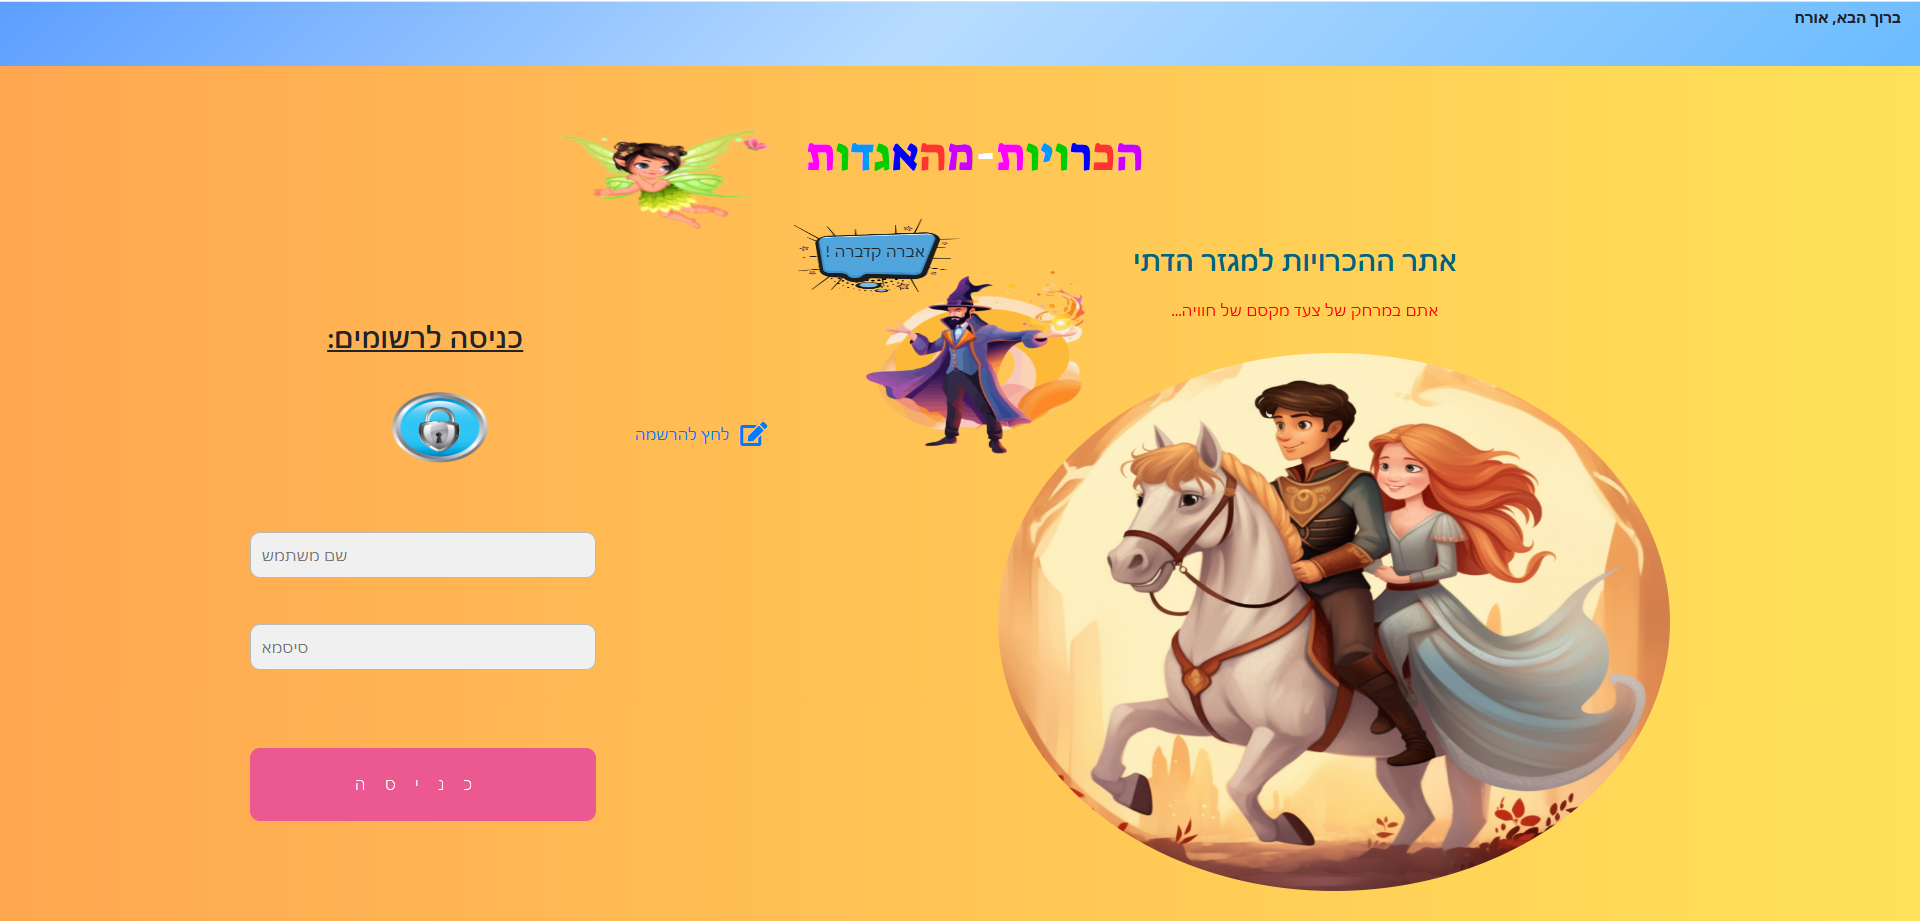 ברוך הבא, אורח
הכרויות-מהאגדות
אברה קדברה !
אתר ההכרויות למגזר הדתי
אתם במרחק של צעד מקסם של חוויה...
כניסה לרשומים:
לחץ להרשמה
שם משתמש
סיסמא
כניסה